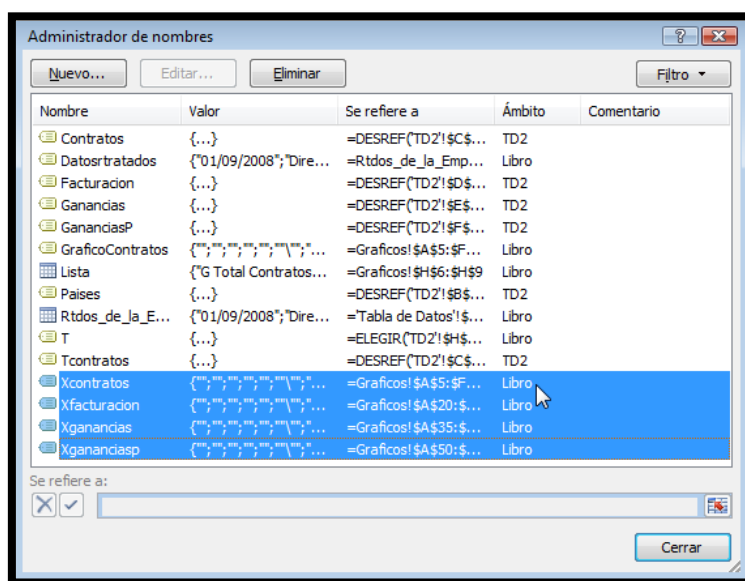 Administrador de nombres
Nuevo... Editar... Eliminar Filtro
Nombre Valor Se refiere a Ámbito Comentario
Contratos {...} =DESREF('TD2'!$C$... TD2
Datosrtratados {"01/09/2008";"Dire... =Rtdos_de_la_Emp... Libro
Facturacion {...} =DESREF('TD2'!$D$... TD2
Ganancias {...} =DESREF('TD2'!$E$... TD2
GananciasP {...} =DESREF('TD2'!$F$... TD2
GraficoContratos {"";"";"";"";""\"";"... =Graficos!$A$5:$F... Libro
Lista {"G Total Contratos... =Graficos!$H$6:$H$9 Libro
Paises {...} =DESREF('TD2'!$B$... TD2
Rtdos_de_la_E... {"01/09/2008";"Dire... ='Tabla de Datos'!$... Libro
T {...} =ELEGIR('TD2'!$H$... Libro
Tcontratos {...} =DESREF('TD2'!$C$... TD2
Xcontratos {"";"";"";"";""\"";"... =Graficos!$A$5:$F... Libro
Xfacturacion {"";"";"";"";""\"";"... =Graficos!$A$20:$... Libro
Xganancias {"";"";"";"";""\"";"... =Graficos!$A$35:$... Libro
Xgananciasp {"";"";"";"";""\"";"... =Graficos!$A$50:$... Libro
Se refiere a:
Cerrar